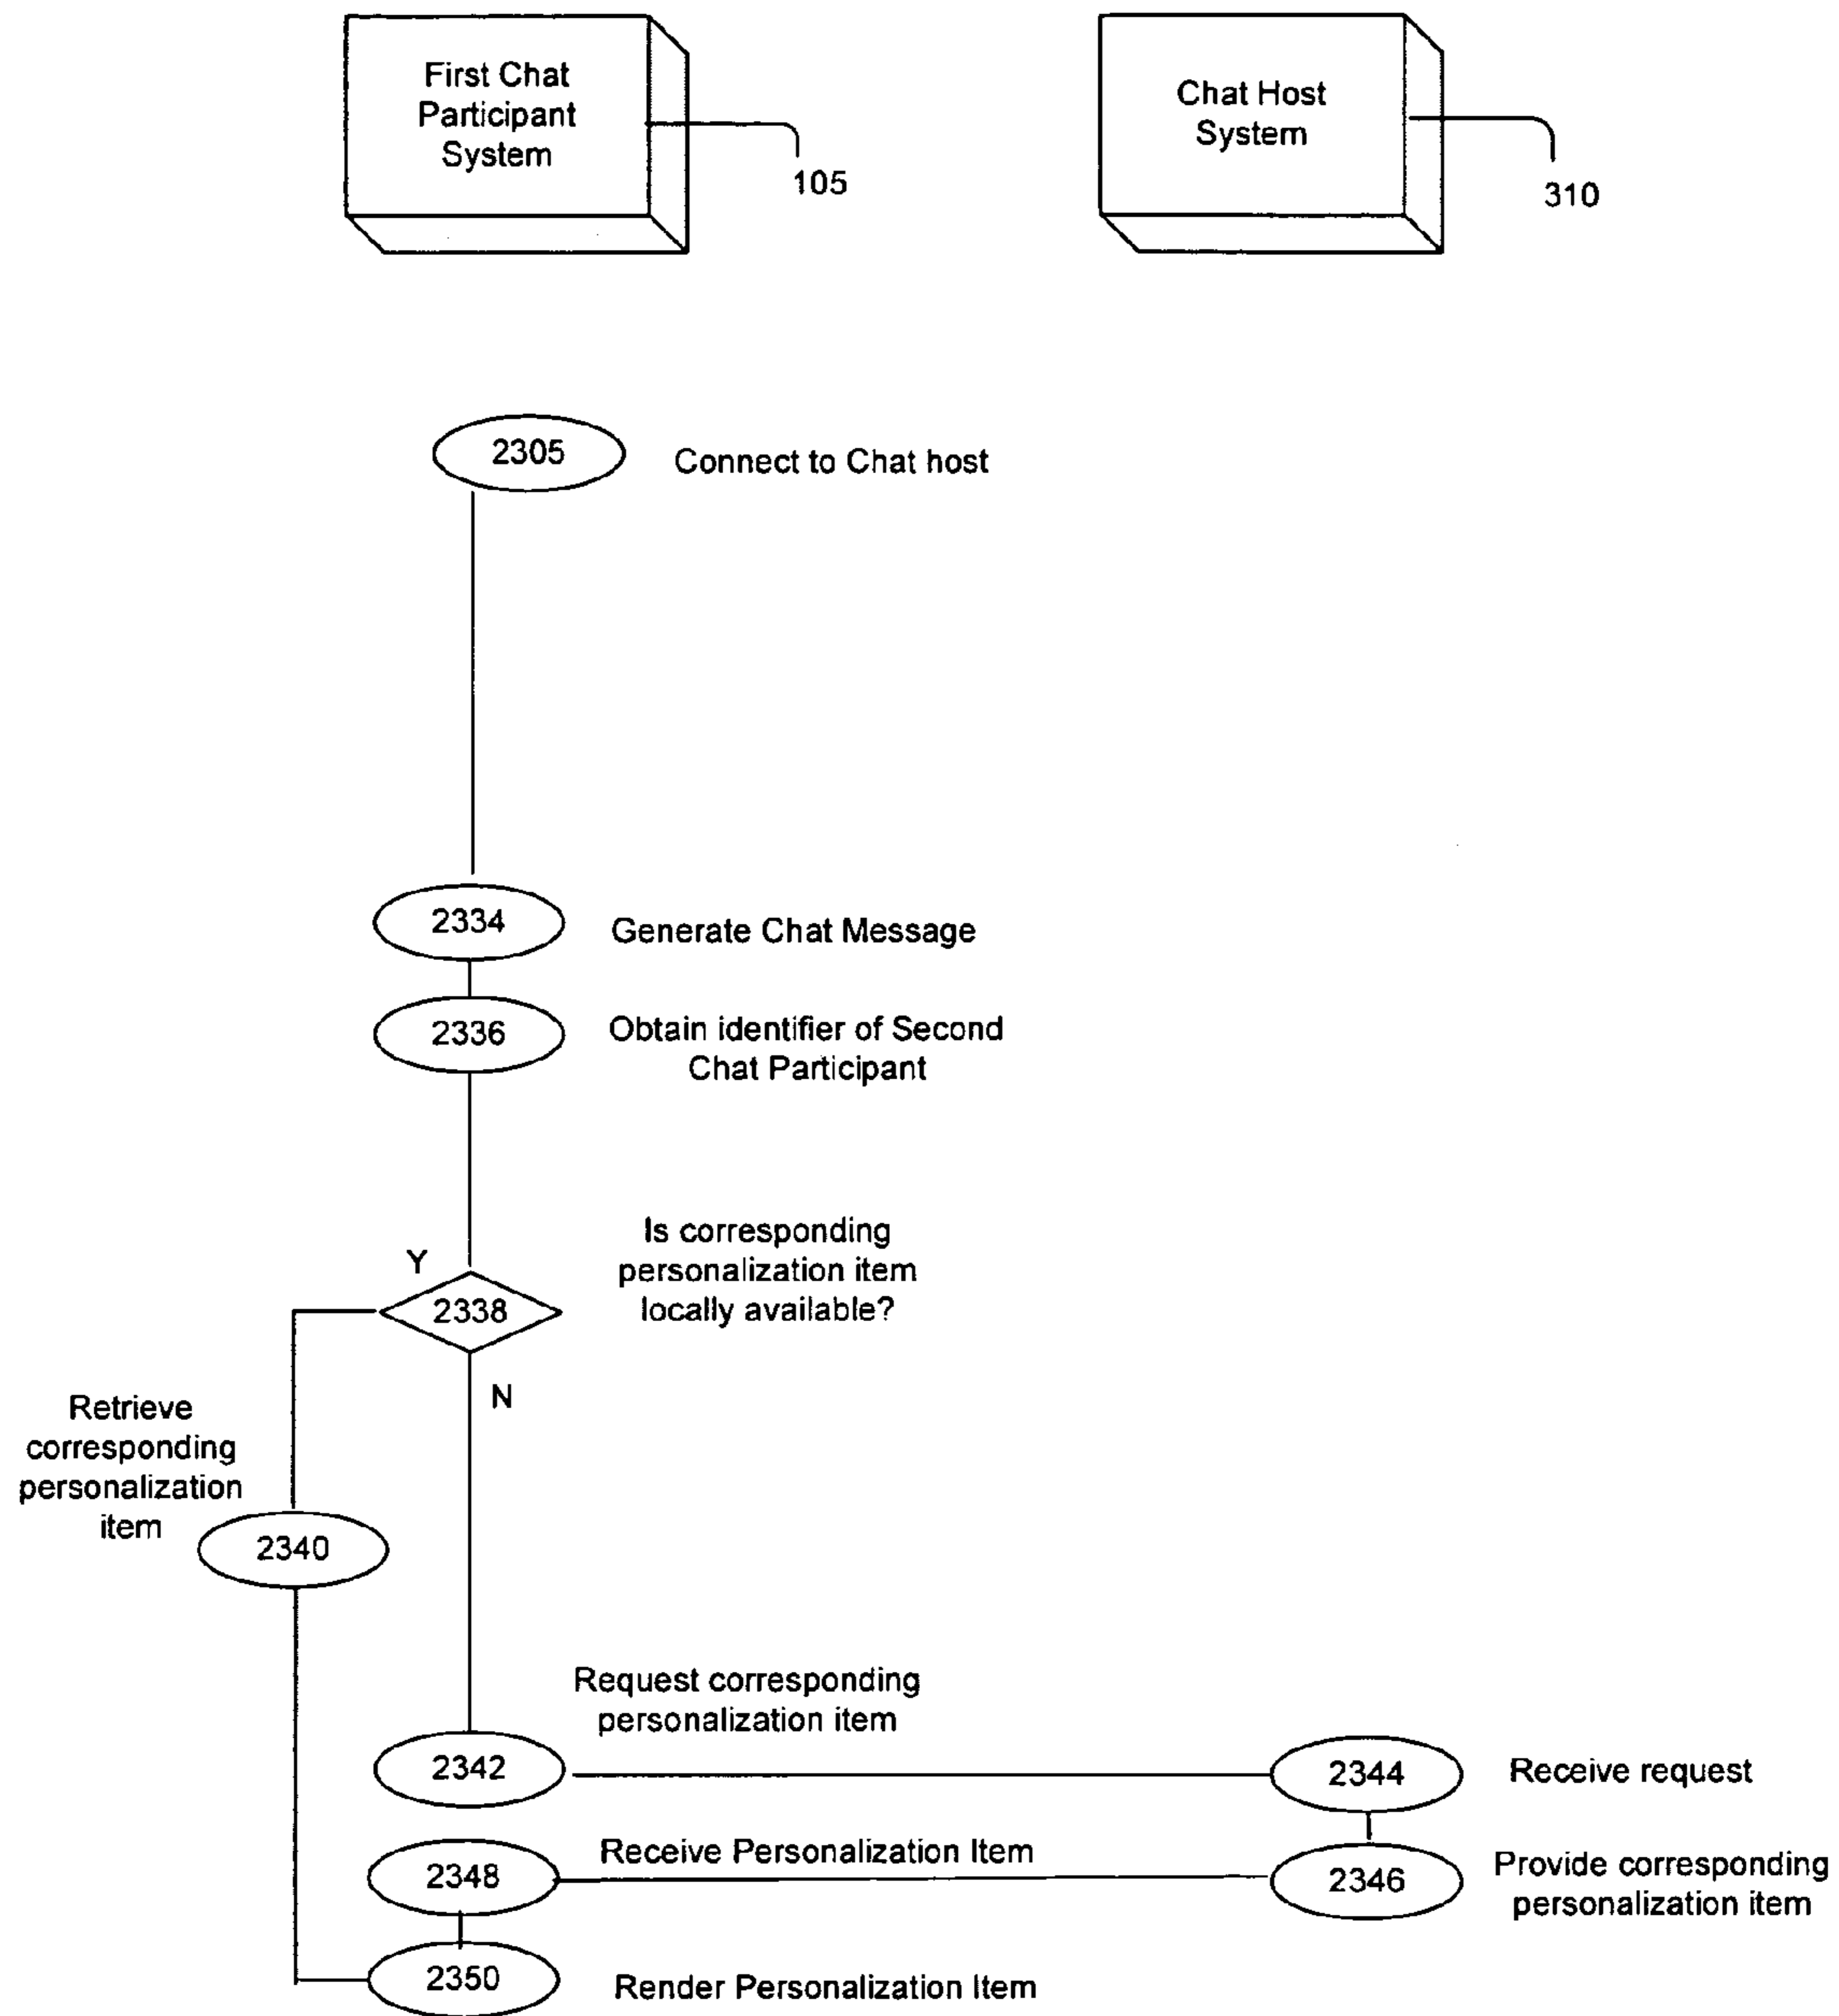 First Chat
Participant
System
105
Chat Host
System
310
2305
Connect to Chat host
2334
Generate Chat Message
2336
Obtain identifier of Second
Chat Participant
Is corresponding
personalization item
locally available?
Y
2338
N
Retrieve
corresponding
personalization
item
2340
Request corresponding
personalization item
2342
2344
Receive request
2348
Receive Personalization Item
2346
Provide corresponding
personalization item
2350
Render Personalization Item